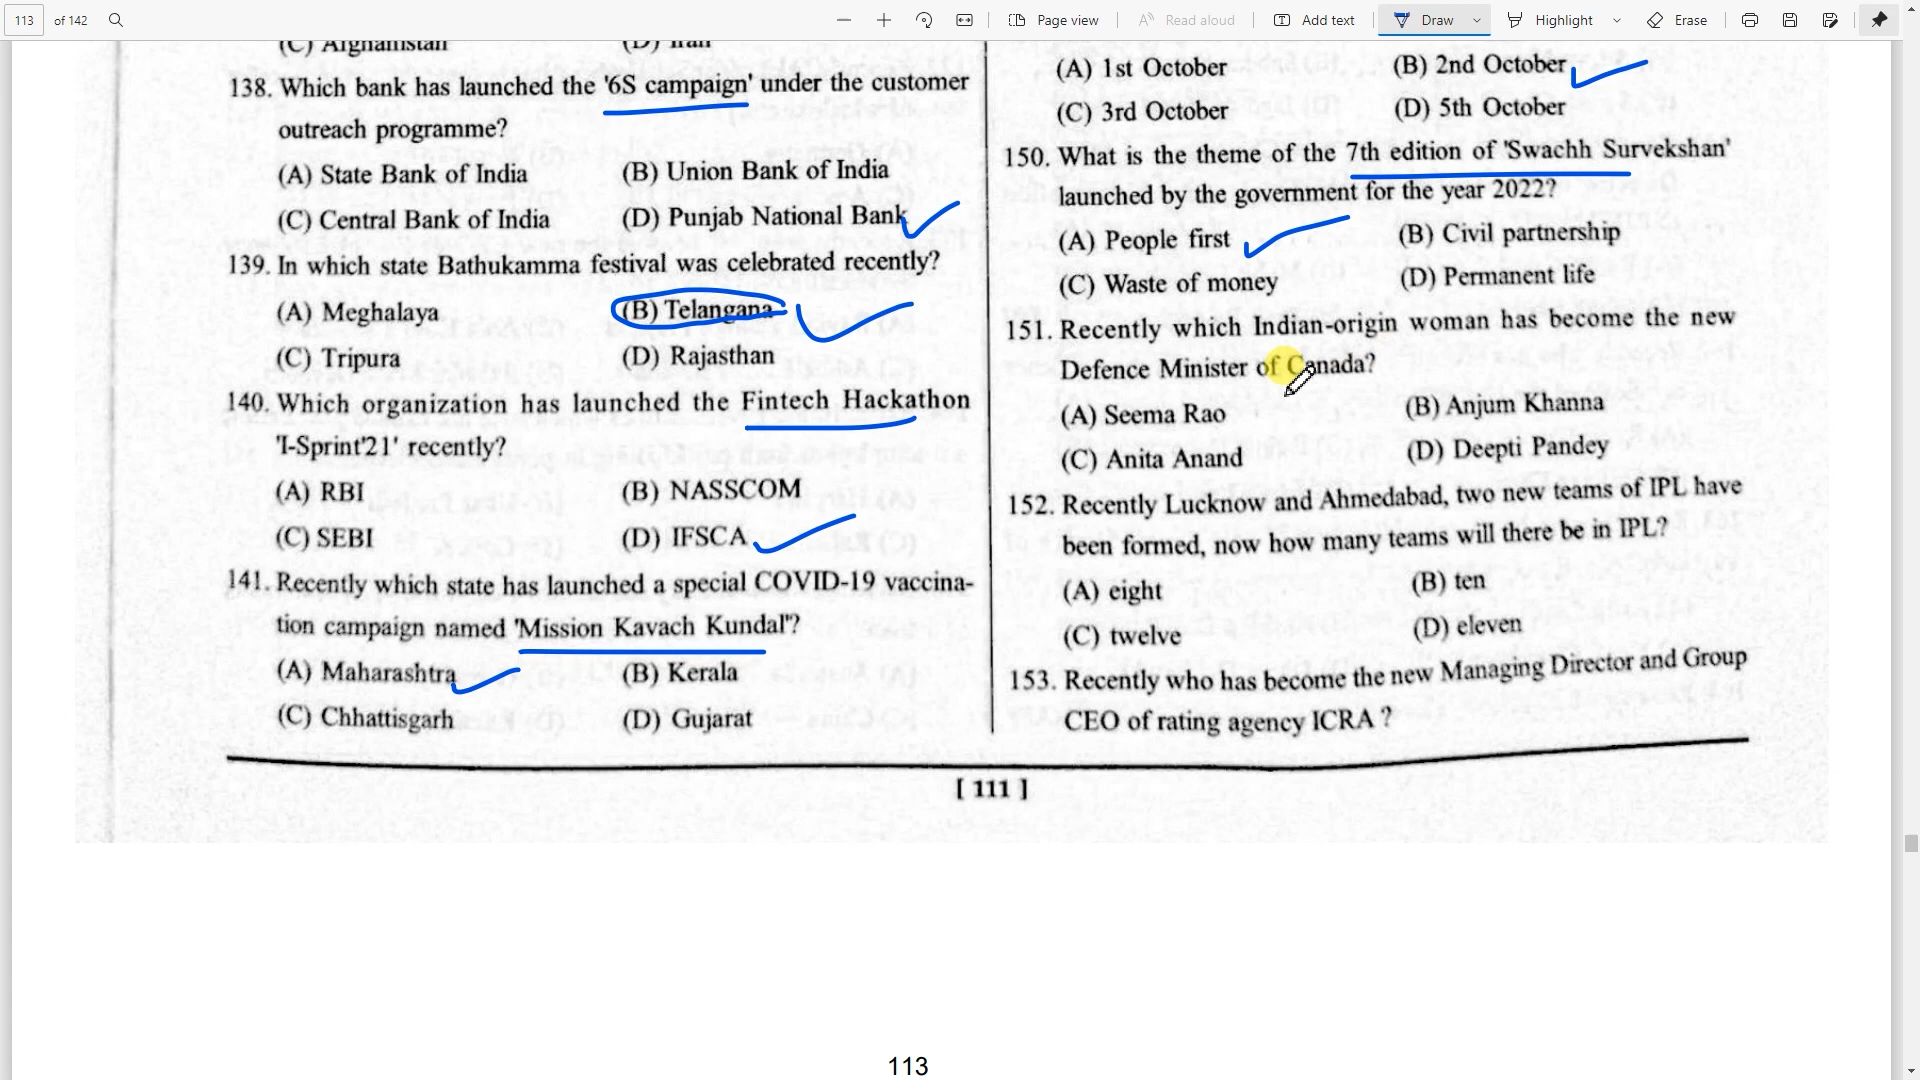 113 of 142 Page view Read aloud Add text Draw Highlight Erase
(C) Afghanistan (D) Iran
138. Which bank has launched the '6S campaign' under the customer
outreach programme?
(A) State Bank of India (B) Union Bank of India
(C) Central Bank of India (D) Punjab National Bank
139. In which state Bathukamma festival was celebrated recently?
(A) Meghalaya (B) Telangana
(C) Tripura (D) Rajasthan
140. Which organization has launched the Fintech Hackathon
'I-Sprint'21' recently?
(A) RBI (B) NASSCOM
(C) SEBI (D) IFSCA
141. Recently which state has launched a special COVID-19 vaccina-
tion campaign named 'Mission Kavach Kundal'?
(A) Maharashtra (B) Kerala
(C) Chhattisgarh (D) Gujarat
(A) 1st October (B) 2nd October
(C) 3rd October (D) 5th October
150. What is the theme of the 7th edition of 'Swachh Survekshan'
launched by the government for the year 2022?
(A) People first (B) Civil partnership
(C) Waste of money (D) Permanent life
151. Recently which Indian-origin woman has become the new
Defence Minister of Canada?
(A) Seema Rao (B) Anjum Khanna
(C) Anita Anand (D) Deepti Pandey
152. Recently Lucknow and Ahmedabad, two new teams of IPL have
been formed, now how many teams will there be in IPL?
(A) eight (B) ten
(C) twelve (D) eleven
153. Recently who has become the new Managing Director and Group
CEO of rating agency ICRA ?
[ 111 ]
113